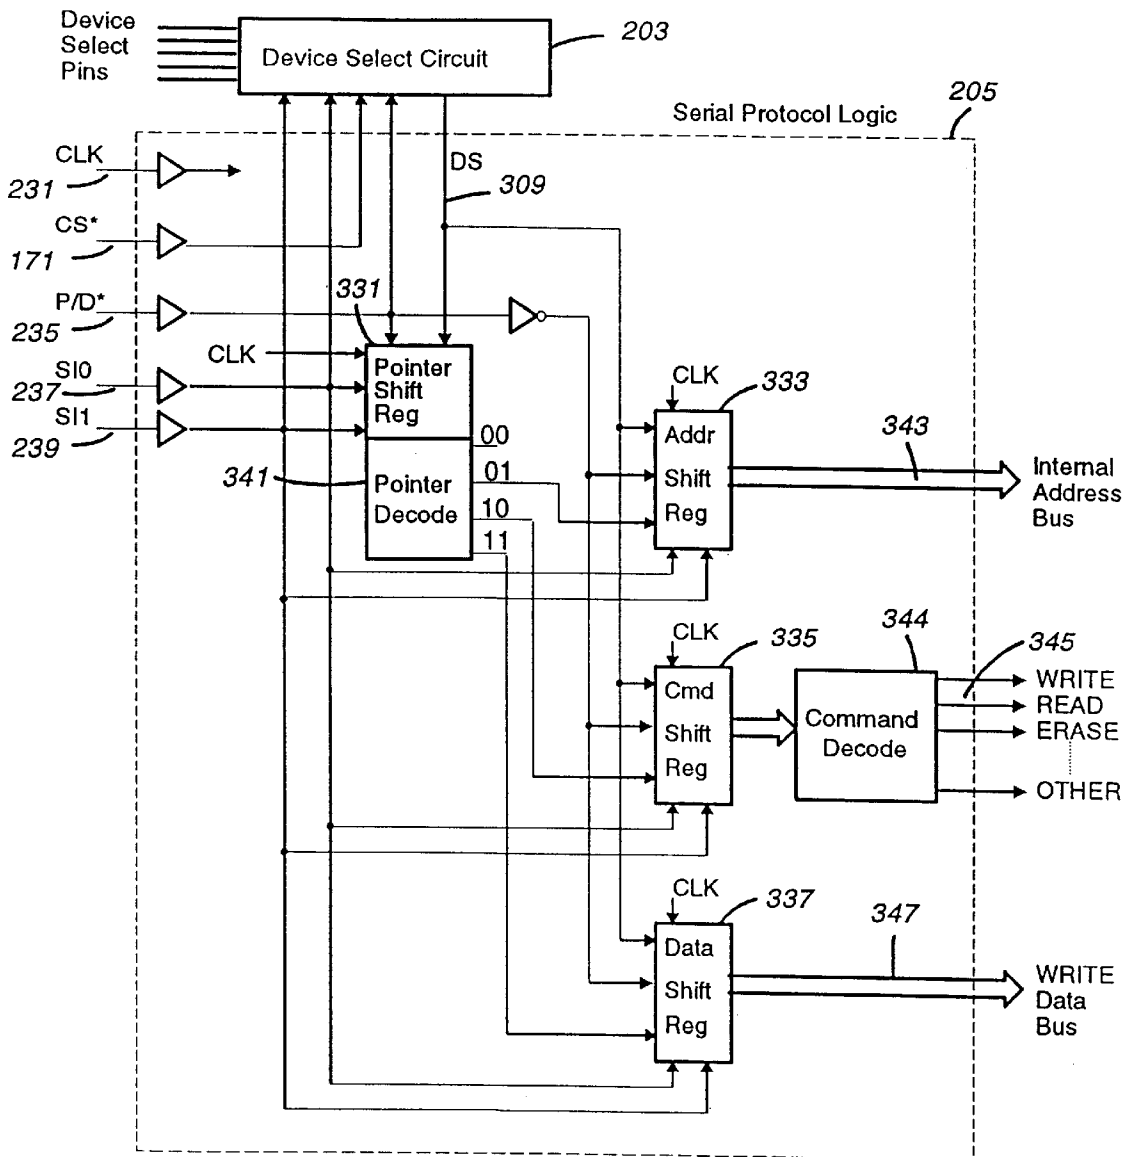 Device
Select
Pins
Device Select Circuit
203
Serial Protocol Logic
205
CLK
231
DS
309
CS*
171
P/D*
235
331
CLK
SI0
237
SI1
239
Pointer
Shift
Reg
341
Pointer
Decode
00
01
10
11
CLK
333
Addr
Shift
Reg
343
Internal
Address
Bus
CLK
335
Cmd
Shift
Reg
344
Command
Decode
345
WRITE
READ
ERASE
OTHER
CLK
337
Data
Shift
Reg
347
WRITE
Data
Bus